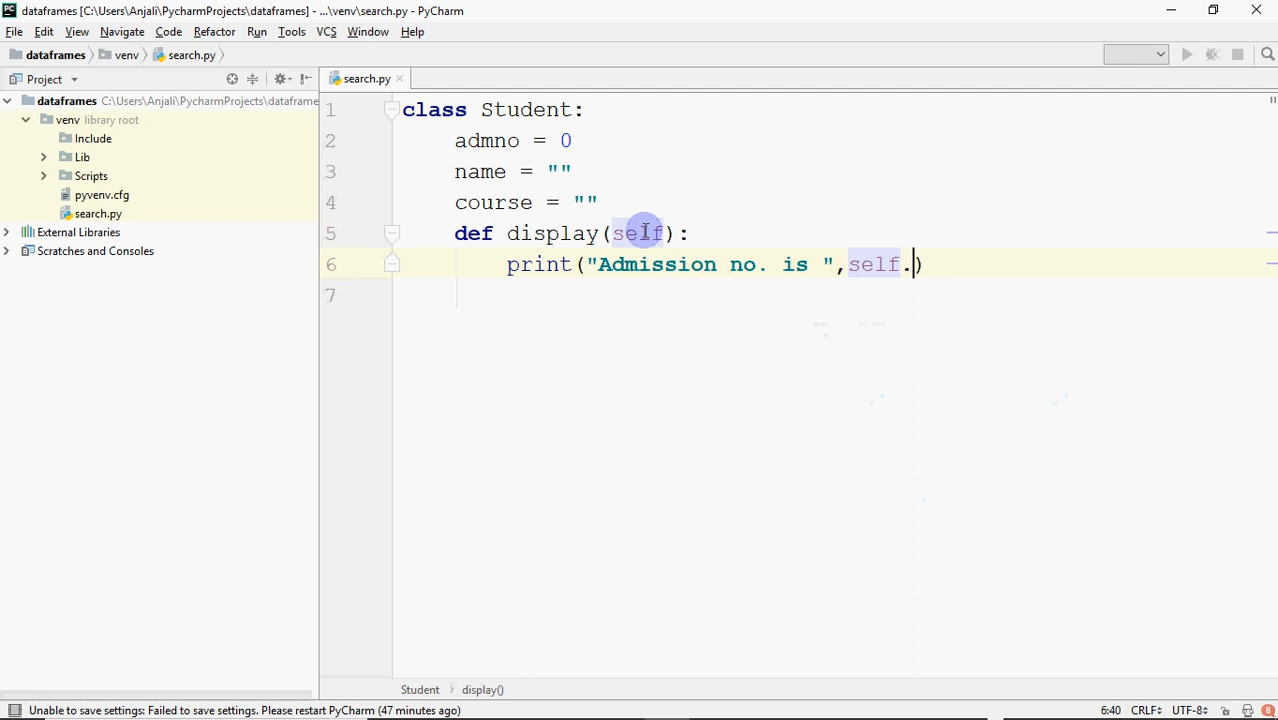 PC dataframes [C:\Users\Anjali\PycharmProjects\dataframes] - ...\venv\search.py - PyCharm
File Edit View Navigate Code Refactor Run Tools VCS Window Help
dataframes venv search.py
Project search.py
dataframes C:\Users\Anjali\PycharmProjects\dataframe
venv library root
Include
Lib
Scripts
pyvenv.cfg
search.py
External Libraries
Scratches and Consoles
1 class Student:
2 admno = 0
3 name = ""
4 course = ""
5 def display(self):
6 print("Admission no. is ",self.)
7
Student display()
Unable to save settings: Failed to save settings. Please restart PyCharm (47 minutes ago) 6:40 CRLF UTF-8 8